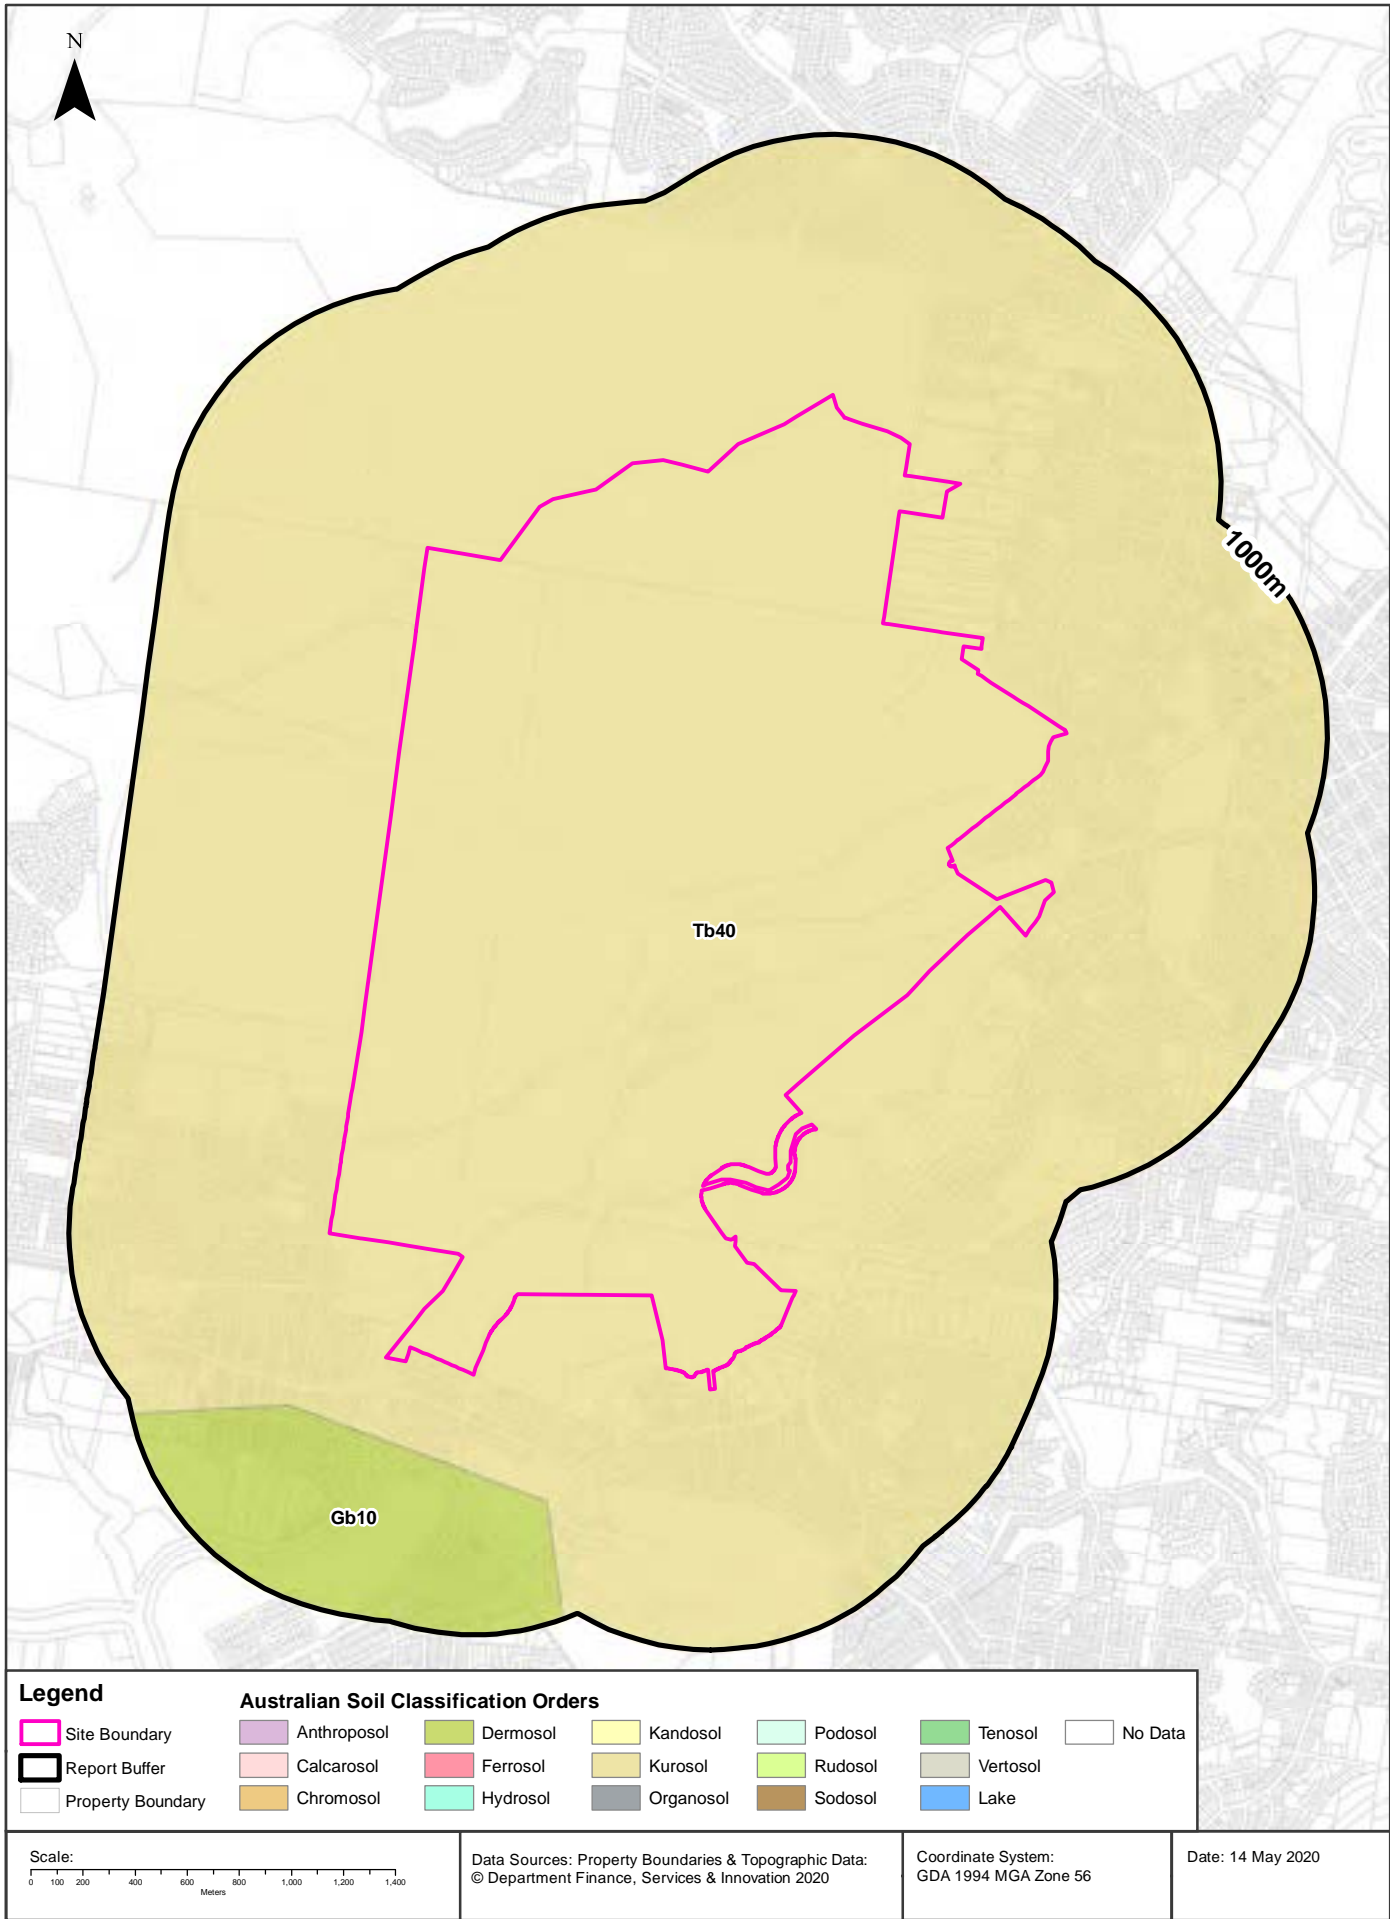 N
1000m
Tb40
Gb10
Legend
Site Boundary
Report Buffer
Property Boundary
Australian Soil Classification Orders
Anthroposol
Calcarosol
Chromosol
Dermosol
Ferrosol
Hydrosol
Kandosol
Kurosol
Organosol
Podosol
Rudosol
Sodosol
Tenosol
Vertosol
Lake
No Data
Scale:
0 100 200 400 600 800 1,000 1,200 1,400
Meters
Data Sources: Property Boundaries & Topographic Data:
© Department Finance, Services & Innovation 2020
Coordinate System:
GDA 1994 MGA Zone 56
Date: 14 May 2020